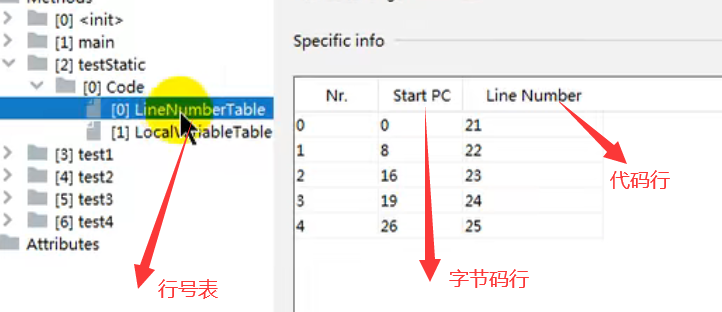 [0] <init>
[1] main
[2] testStatic
[0] Code
[0] LineNumberTable
[1] LocalVariableTable
[3] test1
[4] test2
[5] test3
[6] test4
Attributes
行号表
Specific info
Nr. Start PC Line Number
0 0 21
1 8 22
2 16 23
3 19 24
4 26 25
代码行
字节码行